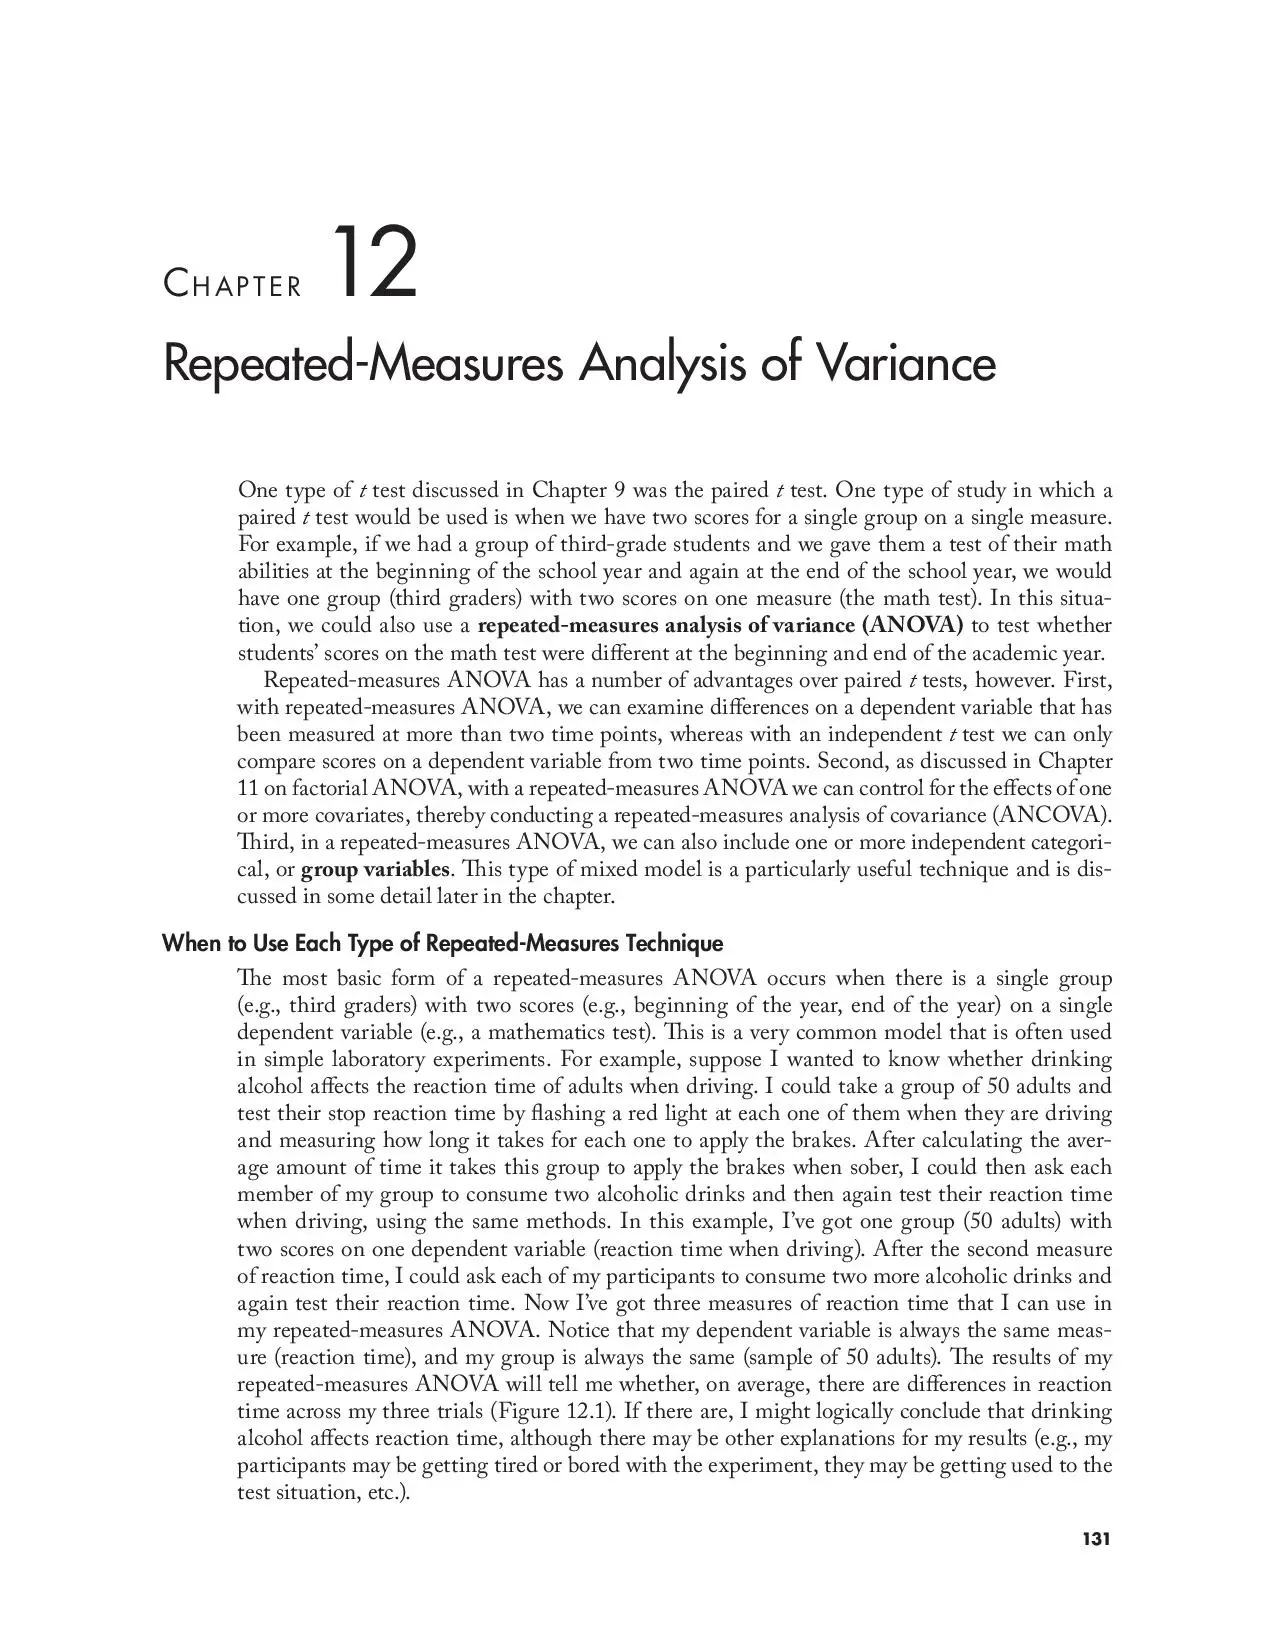 CHAPTER 12
Repeated-Measures Analysis of Variance
One type of t test discussed in Chapter 9 was the paired t test. One type of study in which a
paired t test would be used is when we have two scores for a single group on a single measure.
For example, if we had a group of third-grade students and we gave them a test of their math
abilities at the beginning of the school year and again at the end of the school year, we would
have one group (third graders) with two scores on one measure (the math test). In this situa-
tion, we could also use a repeated-measures analysis of variance (ANOVA) to test whether
students’ scores on the math test were different at the beginning and end of the academic year.
Repeated-measures ANOVA has a number of advantages over paired t tests, however. First,
with repeated-measures ANOVA, we can examine differences on a dependent variable that has
been measured at more than two time points, whereas with an independent t test we can only
compare scores on a dependent variable from two time points. Second, as discussed in Chapter
11 on factorial ANOVA, with a repeated-measures ANOVA we can control for the effects of one
or more covariates, thereby conducting a repeated-measures analysis of covariance (ANCOVA).
Third, in a repeated-measures ANOVA, we can also include one or more independent categori-
cal, or group variables. This type of mixed model is a particularly useful technique and is dis-
cussed in some detail later in the chapter.
When to Use Each Type of Repeated-Measures Technique
The most basic form of a repeated-measures ANOVA occurs when there is a single group
(e.g., third graders) with two scores (e.g., beginning of the year, end of the year) on a single
dependent variable (e.g., a mathematics test). This is a very common model that is often used
in simple laboratory experiments. For example, suppose I wanted to know whether drinking
alcohol affects the reaction time of adults when driving. I could take a group of 50 adults and
test their stop reaction time by flashing a red light at each one of them when they are driving
and measuring how long it takes for each one to apply the brakes. After calculating the aver-
age amount of time it takes this group to apply the brakes when sober, I could then ask each
member of my group to consume two alcoholic drinks and then again test their reaction time
when driving, using the same methods. In this example, I’ve got one group (50 adults) with
two scores on one dependent variable (reaction time when driving). After the second measure
of reaction time, I could ask each of my participants to consume two more alcoholic drinks and
again test their reaction time. Now I’ve got three measures of reaction time that I can use in
my repeated-measures ANOVA. Notice that my dependent variable is always the same meas-
ure (reaction time), and my group is always the same (sample of 50 adults). The results of my
repeated-measures ANOVA will tell me whether, on average, there are differences in reaction
time across my three trials (Figure 12.1). If there are, I might logically conclude that drinking
alcohol affects reaction time, although there may be other explanations for my results (e.g., my
participants may be getting tired or bored with the experiment, they may be getting used to the
test situation, etc.).
131